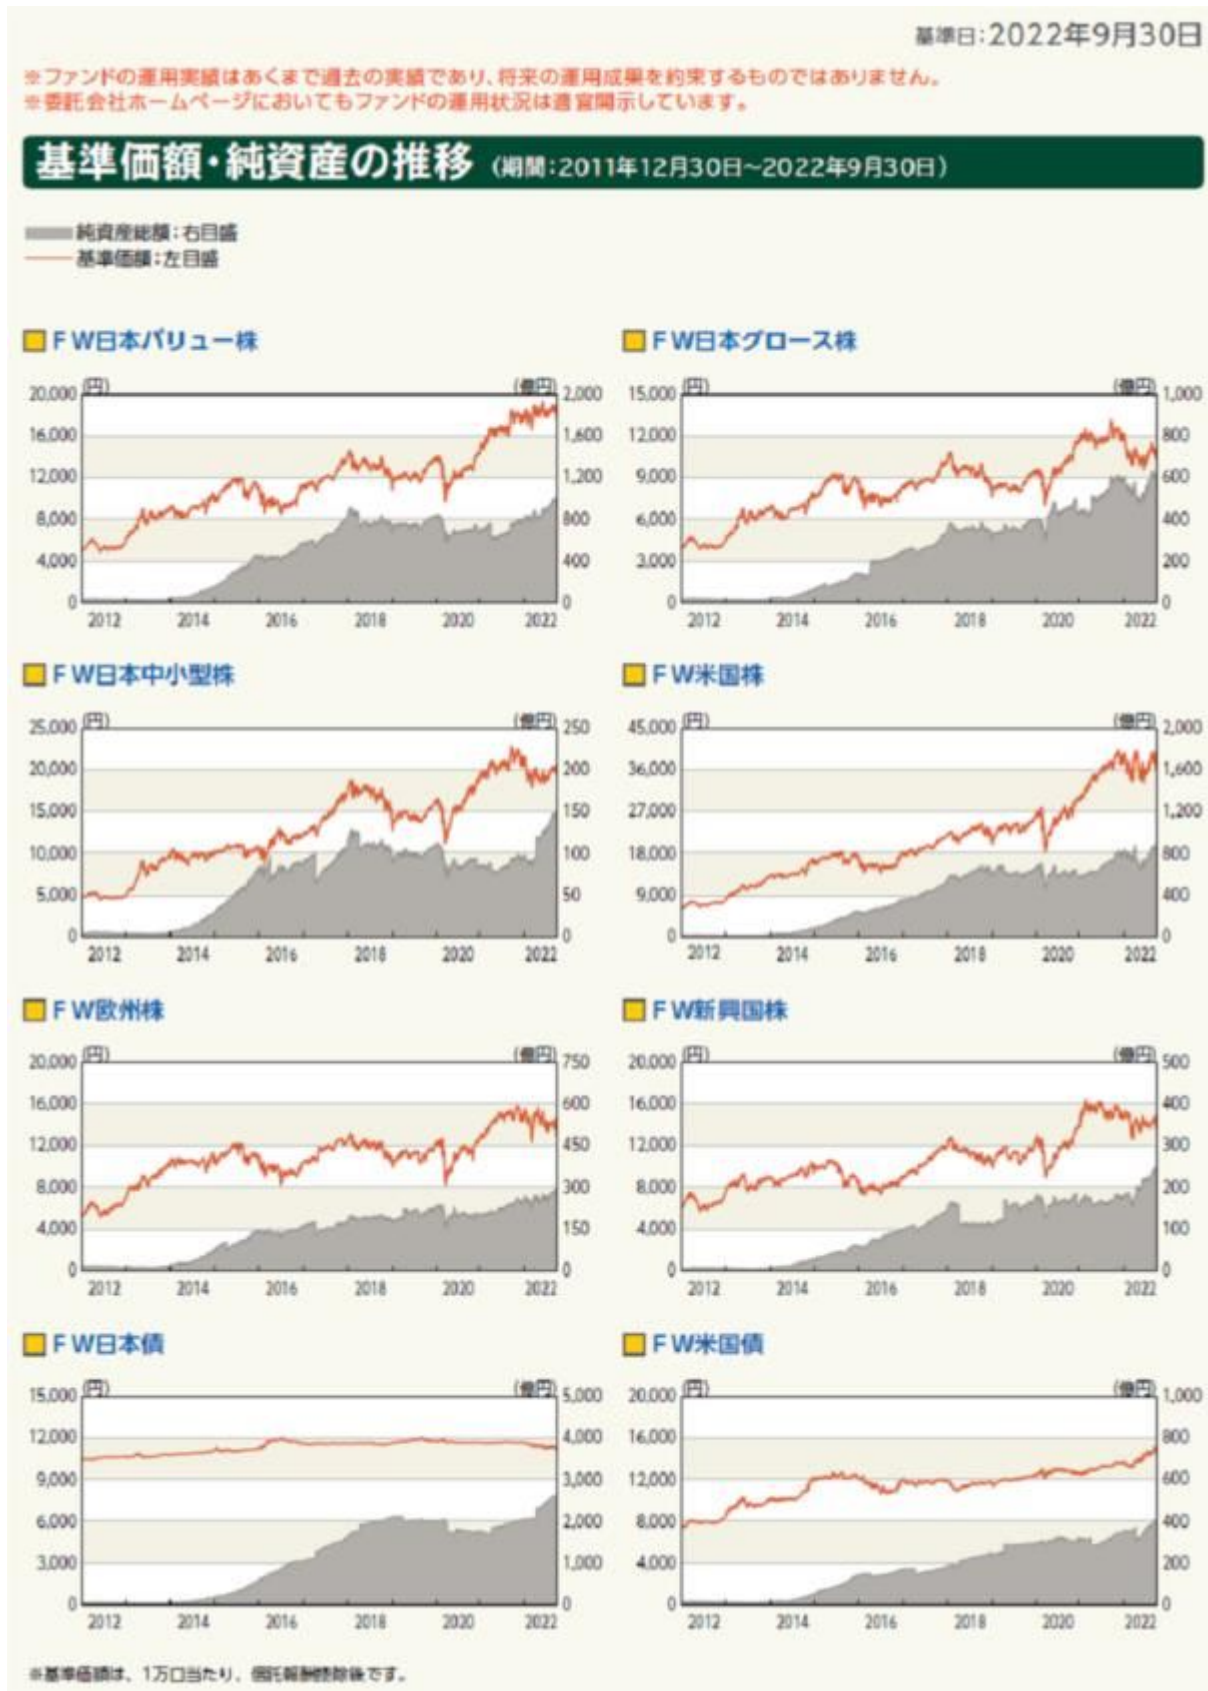 基準日:2022年9月30日
※ファンドの運用実績はあくまで過去の実績であり、将来の運用成果を約束するものではありません。
※委託会社ホームページにおいてもファンドの運用状況は適宜開示しています。
基準価額・純資産の推移 (期間:2011年12月30日~2022年9月30日)
純資産総額:右目盛
基準価額:左目盛
FW日本バリュー株
(円) (億円)
20,000 2,000
16,000 1,600
12,000 1,200
8,000 800
4,000 400
0 0
2012 2014 2016 2018 2020 2022
FW日本グロース株
(円) (億円)
15,000 1,000
12,000 800
9,000 600
6,000 400
3,000 200
0 0
2012 2014 2016 2018 2020 2022
FW日本中小型株
(円) (億円)
25,000 250
20,000 200
15,000 150
10,000 100
5,000 50
0 0
2012 2014 2016 2018 2020 2022
FW米国株
(円) (億円)
45,000 2,000
36,000 1,600
27,000 1,200
18,000 800
9,000 400
0 0
2012 2014 2016 2018 2020 2022
FW欧州株
(円) (億円)
20,000 750
16,000 600
12,000 450
8,000 300
4,000 150
0 0
2012 2014 2016 2018 2020 2022
FW新興国株
(円) (億円)
20,000 500
16,000 400
12,000 300
8,000 200
4,000 100
0 0
2012 2014 2016 2018 2020 2022
FW日本債
(円) (億円)
15,000 5,000
12,000 4,000
9,000 3,000
6,000 2,000
3,000 1,000
0 0
2012 2014 2016 2018 2020 2022
FW米国債
(円) (億円)
20,000 1,000
16,000 800
12,000 600
8,000 400
4,000 200
0 0
2012 2014 2016 2018 2020 2022
※基準価額は、1万口当たり、信託報酬控除後です。